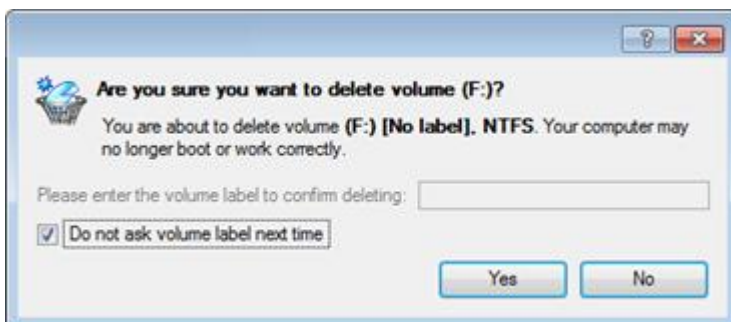 Are you sure you want to delete volume (F:)?
You are about to delete volume (F:) [No label], NTFS. Your computer may
no longer boot or work correctly.
Please enter the volume label to confirm deleting:
Do not ask volume label next time
Yes No